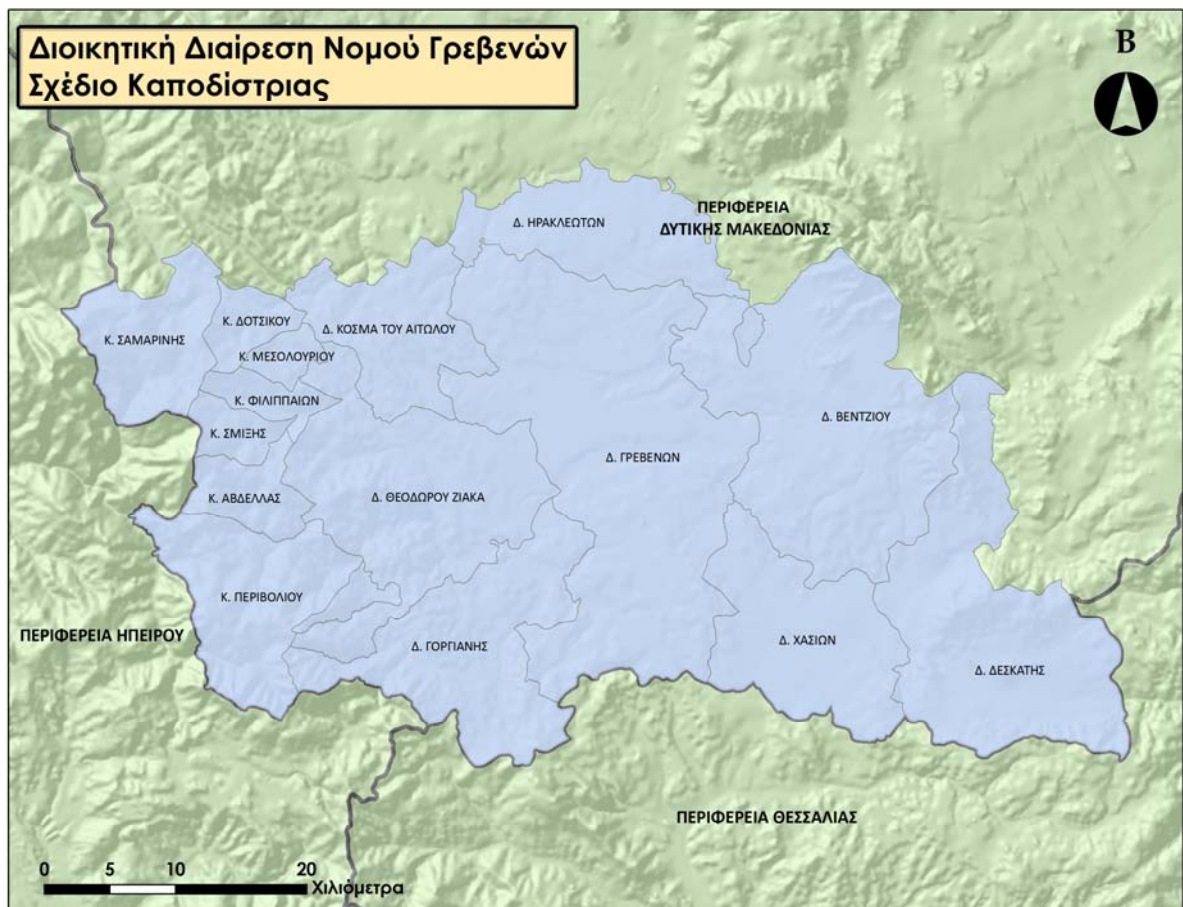 Διοικητική Διαίρεση Νομού Γρεβενών
Σχέδιο Καποδίστριας
Β
Δ. ΗΡΑΚΛΕΩΤΩΝ
ΠΕΡΙΦΕΡΕΙΑ
ΔΥΤΙΚΗΣ ΜΑΚΕΔΟΝΙΑΣ
Κ. ΔΟΤΣΙΚΟΥ
Δ. ΚΟΣΜΑ ΤΟΥ ΑΙΤΩΛΟΥ
Κ. ΣΑΜΑΡΙΝΗΣ
Κ. ΜΕΣΟΛΟΥΡΙΟΥ
Κ. ΦΙΛΙΠΠΑΙΩΝ
Δ. ΒΕΝΤΖΙΟΥ
Κ. ΣΜΙΞΗΣ
Δ. ΓΡΕΒΕΝΩΝ
Κ. ΑΒΔΕΛΛΑΣ
Δ. ΘΕΟΔΩΡΟΥ ΖΙΑΚΑ
Κ. ΠΕΡΙΒΟΛΙΟΥ
ΠΕΡΙΦΕΡΕΙΑ ΗΠΕΙΡΟΥ
Δ. ΓΟΡΓΙΑΝΗΣ
Δ. ΧΑΣΙΩΝ
Δ. ΔΕΣΚΑΤΗΣ
ΠΕΡΙΦΕΡΕΙΑ ΘΕΣΣΑΛΙΑΣ
0 5 10 20
Χιλιόμετρα